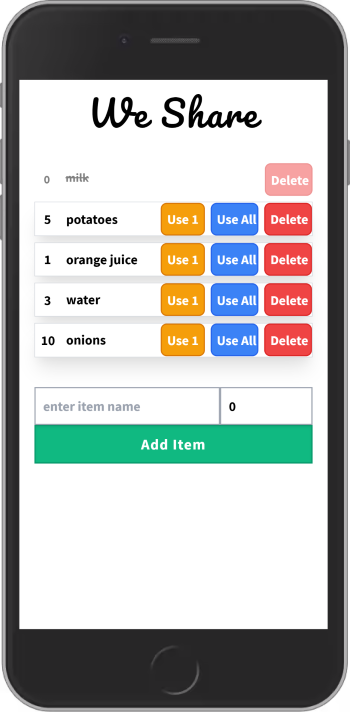 We Share
0 milk Delete
5 potatoes Use 1 Use All Delete
1 orange juice Use 1 Use All Delete
3 water Use 1 Use All Delete
10 onions Use 1 Use All Delete
enter item name 0
Add Item